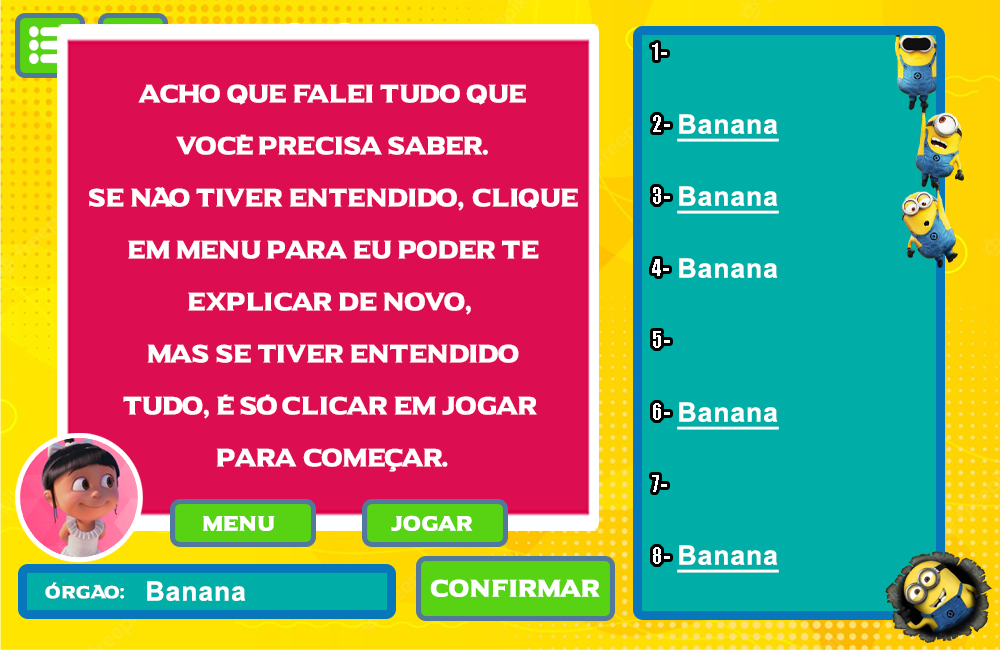 ACHO QUE FALEI TUDO QUE
VOCÊ PRECISA SABER.
SE NÃO TIVER ENTENDIDO, CLIQUE
EM MENU PARA EU PODER TE
EXPLICAR DE NOVO,
MAS SE TIVER ENTENDIDO
TUDO, É SÓ CLICAR EM JOGAR
PARA COMEÇAR.
MENU
JOGAR
ÓRGAO: Banana
CONFIRMAR
1-
2- Banana
3- Banana
4- Banana
5-
6- Banana
7-
8- Banana